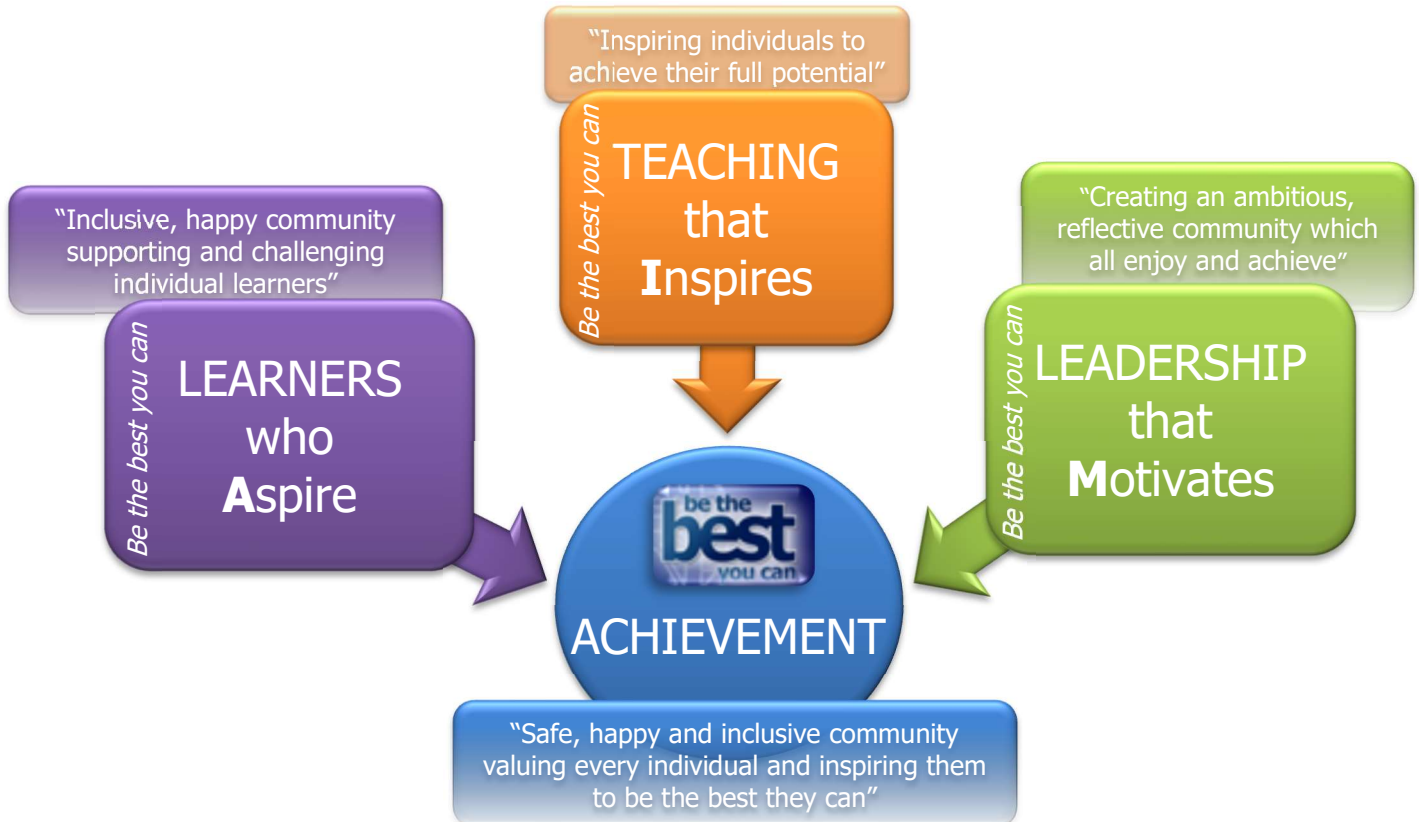 “Inspiring individuals to
achieve their full potential”
Be the best you can
TEACHING
that
Inspires
“Inclusive, happy community
supporting and challenging
individual learners”
Be the best you can
LEARNERS
who
Aspire
“Creating an ambitious,
reflective community which
all enjoy and achieve”
Be the best you can
LEADERSHIP
that
Motivates
be the
best
you can
ACHIEVEMENT
“Safe, happy and inclusive community
valuing every individual and inspiring them
to be the best they can”